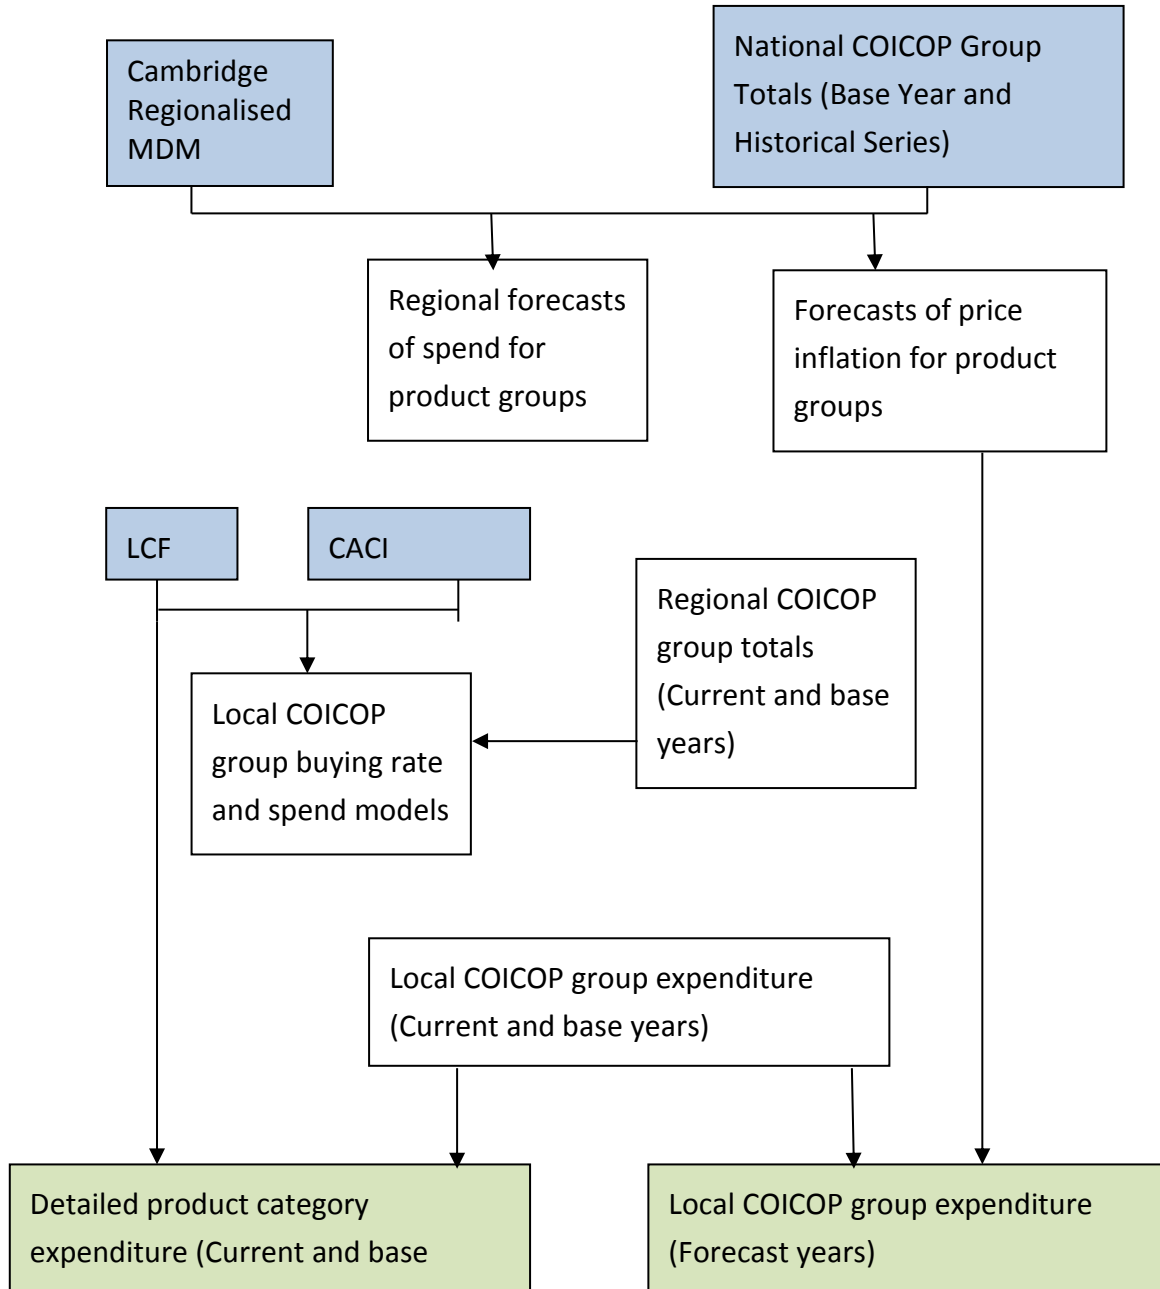 Cambridge
Regionalised
MDM
National COICOP Group
Totals (Base Year and
Historical Series)
Regional forecasts
of spend for
product groups
Forecasts of price
inflation for product
groups
LCF
CACI
Regional COICOP
group totals
(Current and base
years)
Local COICOP
group buying rate
and spend models
Local COICOP group expenditure
(Current and base years)
Detailed product category
expenditure (Current and base
Local COICOP group expenditure
(Forecast years)